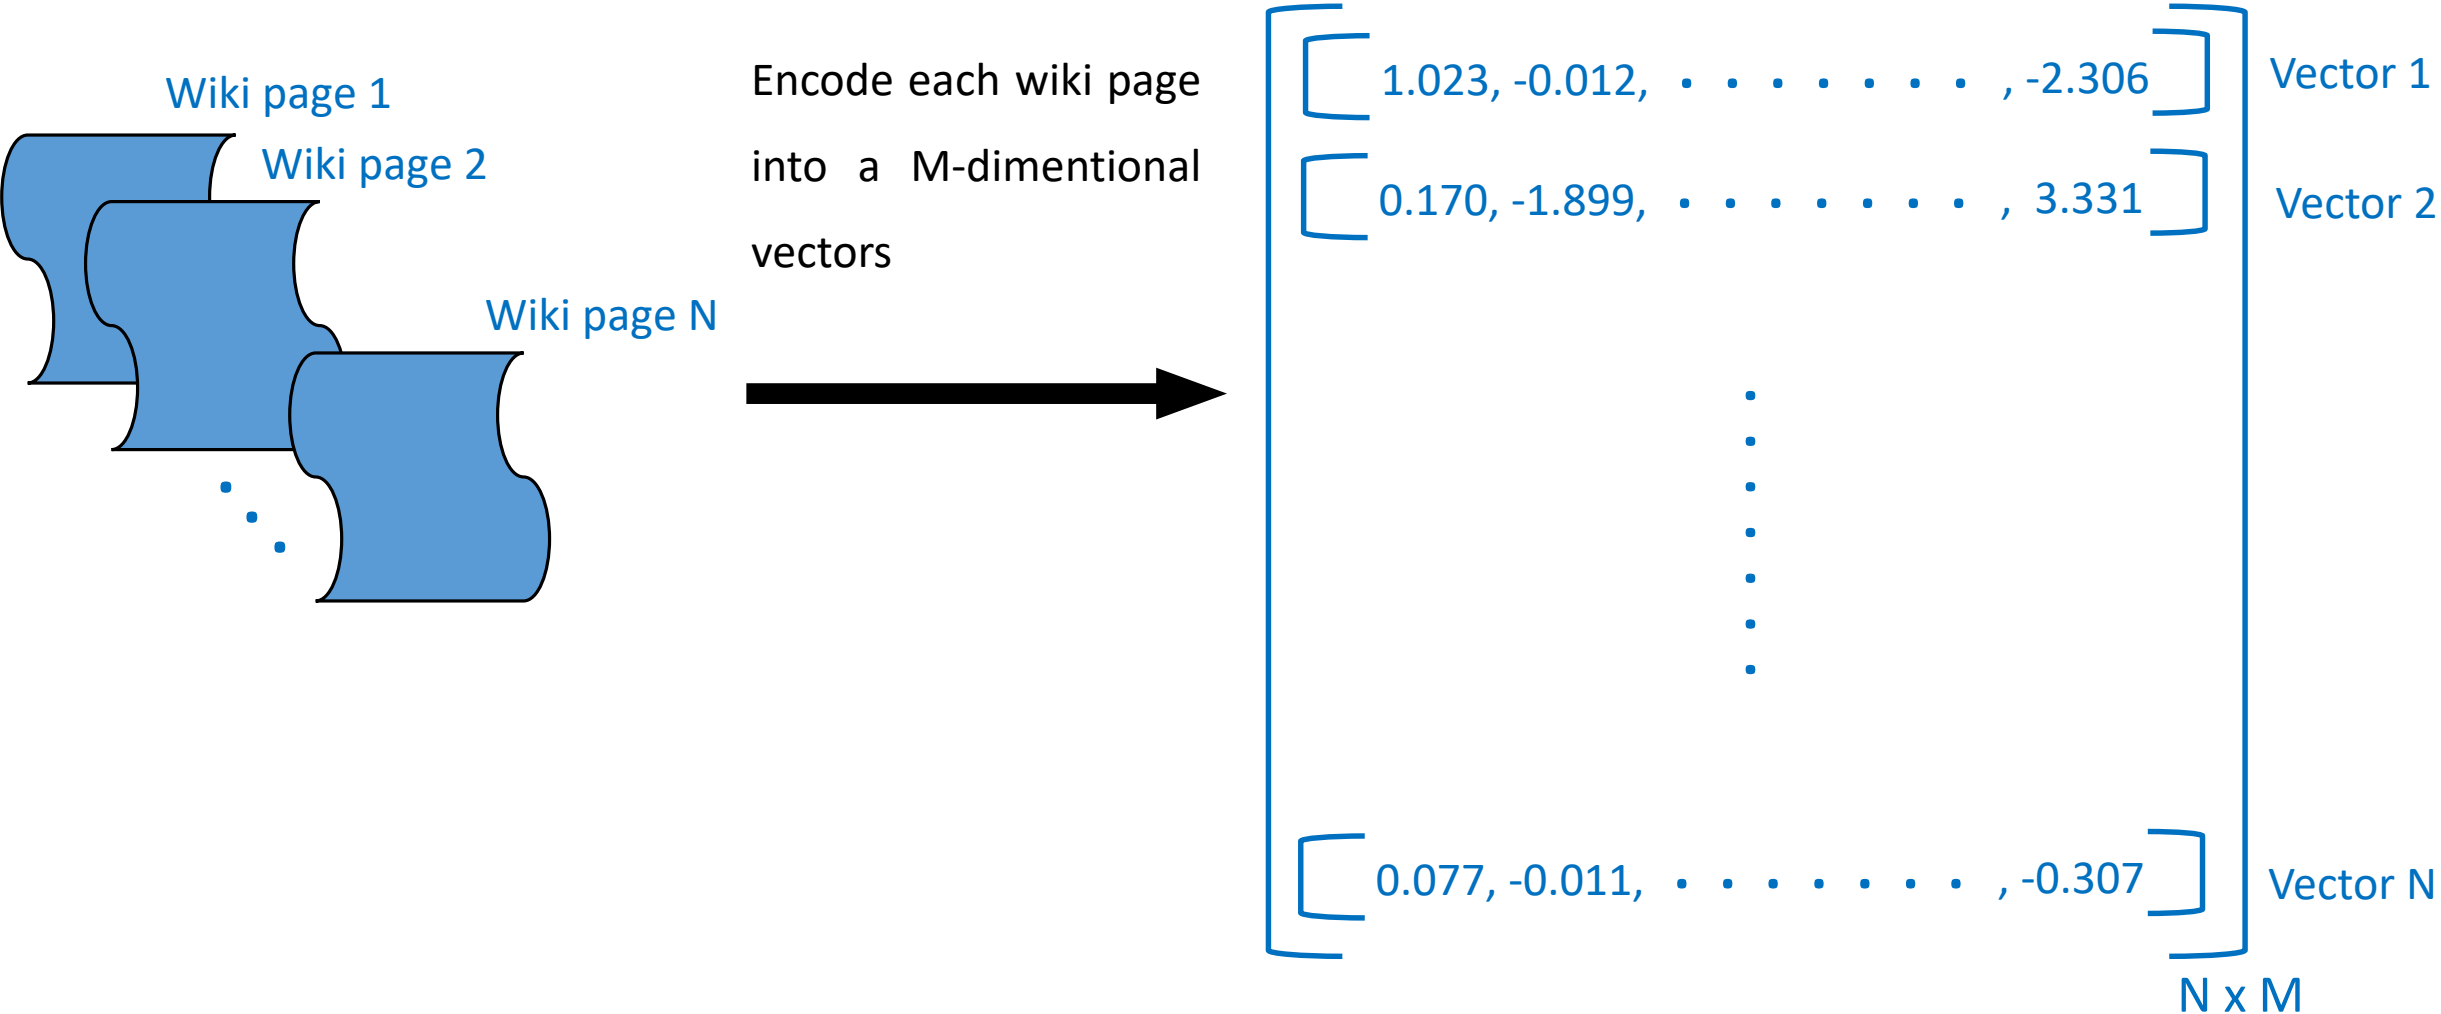 Wiki page 1
Wiki page 2
Wiki page N
Encode each wiki page
into a M-dimentional
vectors
1.023, -0.012, . . . . . . . , -2.306
Vector 1
0.170, -1.899, . . . . . . . , 3.331
Vector 2
0.077, -0.011, . . . . . . . , -0.307
Vector N
N x M